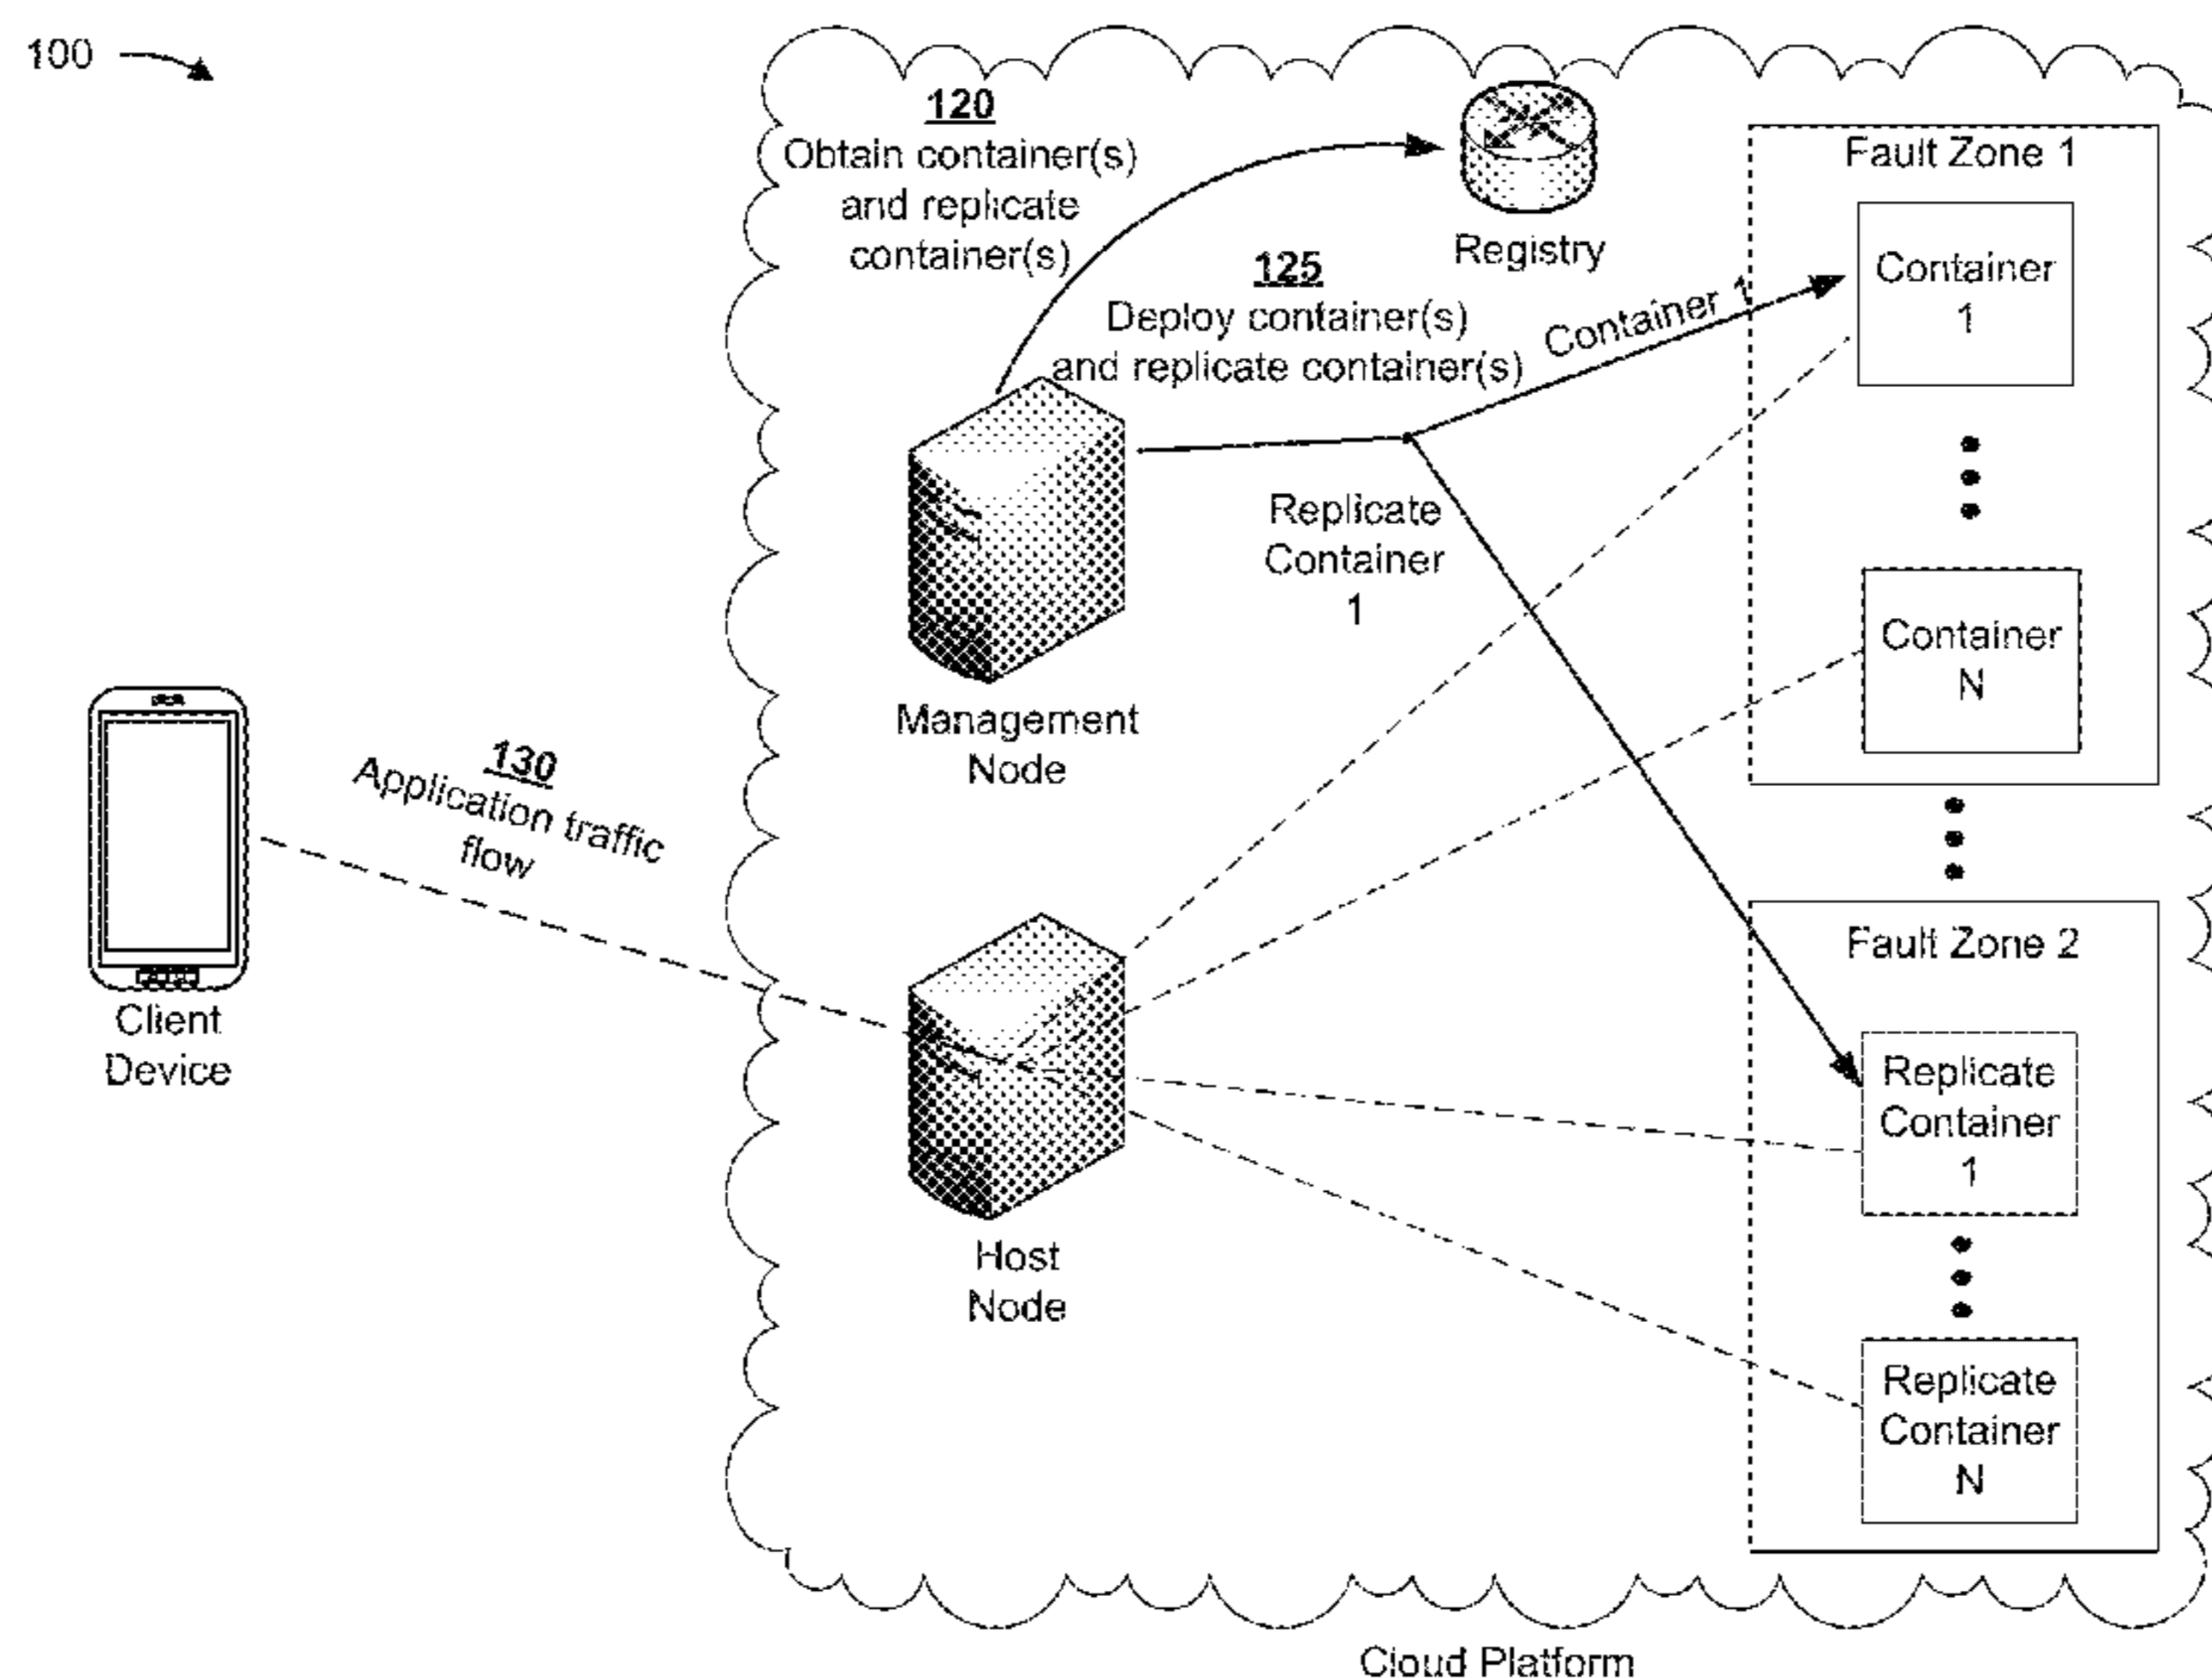 100
120
Obtain container(s)
and replicate
container(s)
Registry
125
Deploy container(s)
and replicate container(s)
Container 1
Replicate
Container
1
Management
Node
Fault Zone 1
Container
1
Container
N
130
Application traffic
flow
Client
Device
Host
Node
Fault Zone 2
Replicate
Container
1
Replicate
Container
N
Cloud Platform